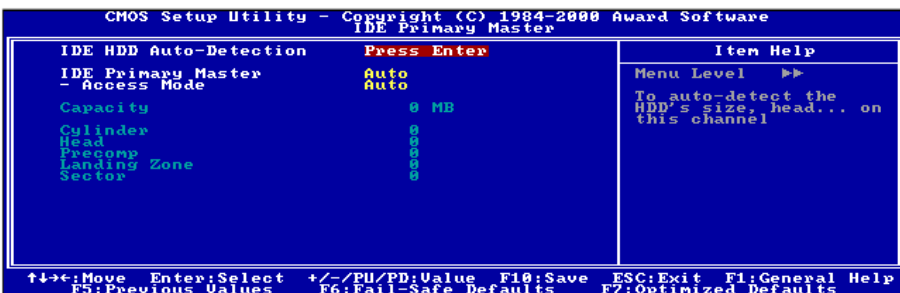 CMOS Setup Utility - Copyright (C) 1984-2000 Award Software
IDE Primary Master
IDE HDD Auto-Detection Press Enter
Item Help
IDE Primary Master Auto
- Access Mode Auto
Menu Level ▶▶
Capacity 0 MB
To auto-detect the
HDD's size, head... on
this channel
Cylinder 0
Head 0
Precomp 0
Landing Zone 0
Sector 0
↑↓→←:Move Enter:Select +/-/PU/PD:Value F10:Save ESC:Exit F1:General Help
F5:Previous Values F6:Fail-Safe Defaults F7:Optimized Defaults